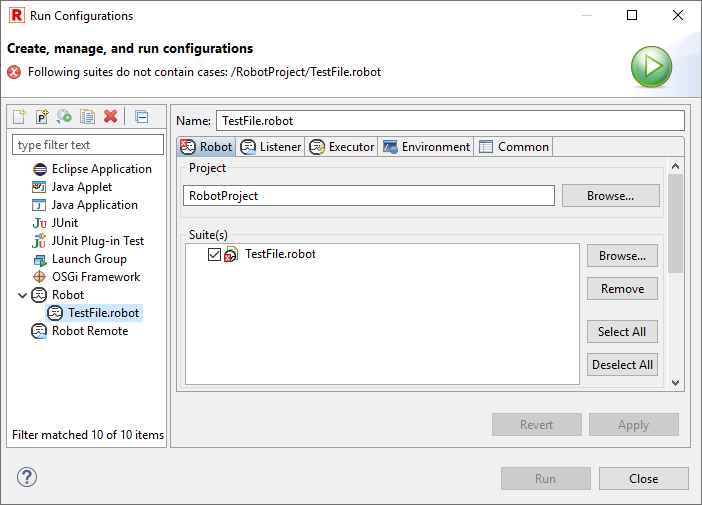 R Run Configurations
Create, manage, and run configurations
Following suites do not contain cases: /RobotProject/TestFile.robot
type filter text
Eclipse Application
Java Applet
Java Application
JUnit
JUnit Plug-in Test
Launch Group
OSGi Framework
Robot
TestFile.robot
Robot Remote
Filter matched 10 of 10 items
Name: TestFile.robot
Robot Listener Executor Environment Common
Project
RobotProject Browse...
Suite(s)
TestFile.robot
Browse...
Remove
Select All
Deselect All
Revert Apply
? Run Close